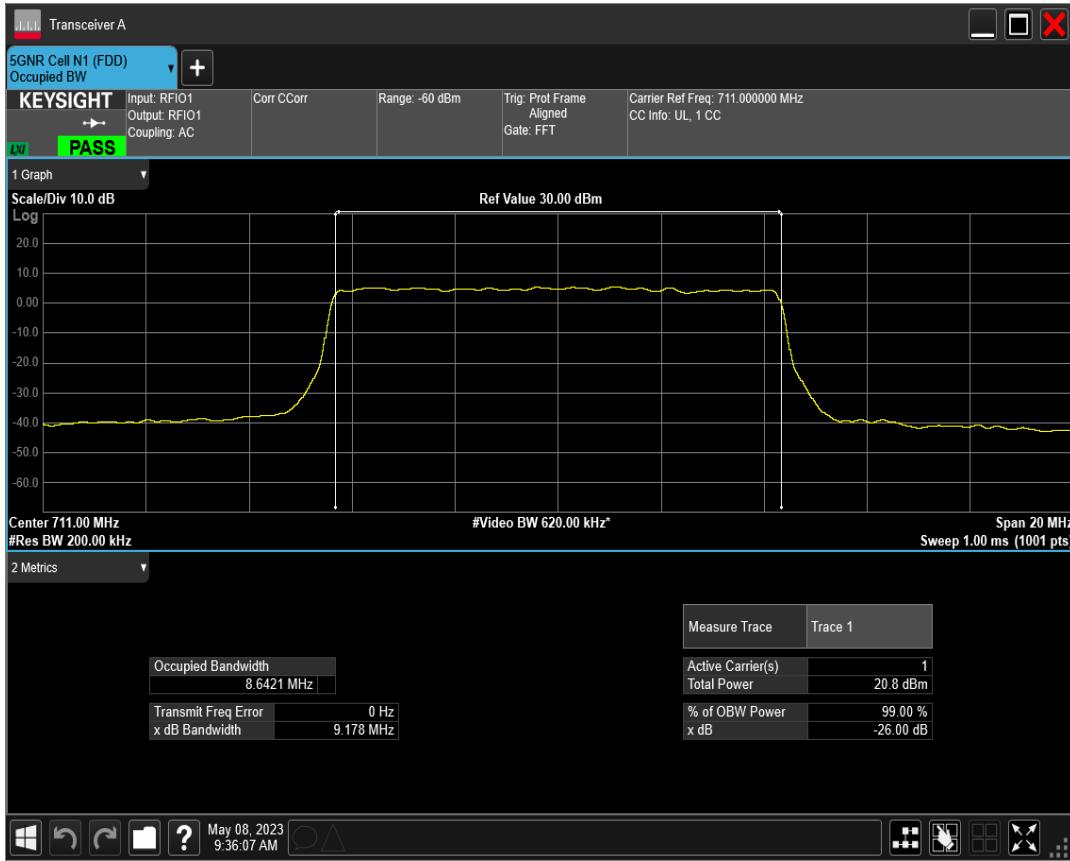 Transceiver A
5GNR Cell N1 (FDD)
Occupied BW
+
KEYSIGHT
LXI
PASS
Input: RFIO1
Output: RFIO1
Coupling: AC
Corr CCorr
Range: -60 dBm
Trig: Prot Frame
Aligned
Gate: FFT
Carrier Ref Freq: 711.000000 MHz
CC Info: UL, 1 CC
1 Graph
Scale/Div 10.0 dB
Ref Value 30.00 dBm
Log
20.0
10.0
0.00
-10.0
-20.0
-30.0
-40.0
-50.0
-60.0
Center 711.00 MHz
#Video BW 620.00 kHz*
Span 20 MHz
#Res BW 200.00 kHz
Sweep 1.00 ms (1001 pts)
2 Metrics
Measure Trace Trace 1
Occupied Bandwidth
8.6421 MHz
Active Carrier(s) 1
Total Power 20.8 dBm
Transmit Freq Error 0 Hz
x dB Bandwidth 9.178 MHz
% of OBW Power 99.00 %
x dB -26.00 dB
?
May 08, 2023
9:36:07 AM